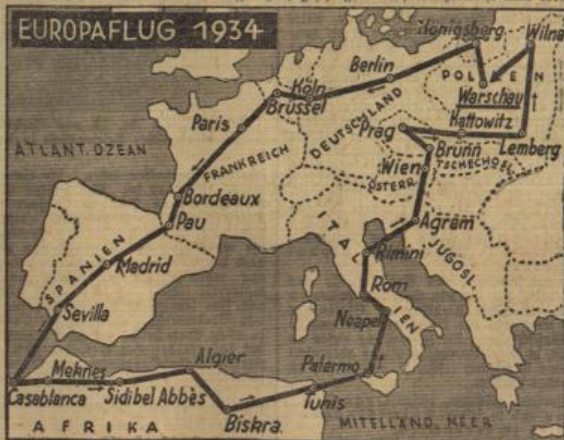 EUROPAFLUG 1934
Königsberg
Wilna
Berlin
POLEN
Köln
Warschau
Brüssel
Paris
DEUTSCHLAND
Prag
Kattowitz
Lemberg
Brünn
TSCHECHOSL.
ATLANT. OZEAN
FRANKREICH
Wien
ÖSTERR.
Bordeaux
Agram
Pau
ITALIEN
Rimini
JUGOSL.
SPANIEN
Madrid
Rom
Sevilla
Neapel
Meknes
Algier
Palermo
Casablanca
Sidibel Abbès
Tunis
Biskra
AFRIKA
MITTELLÄND. MEER